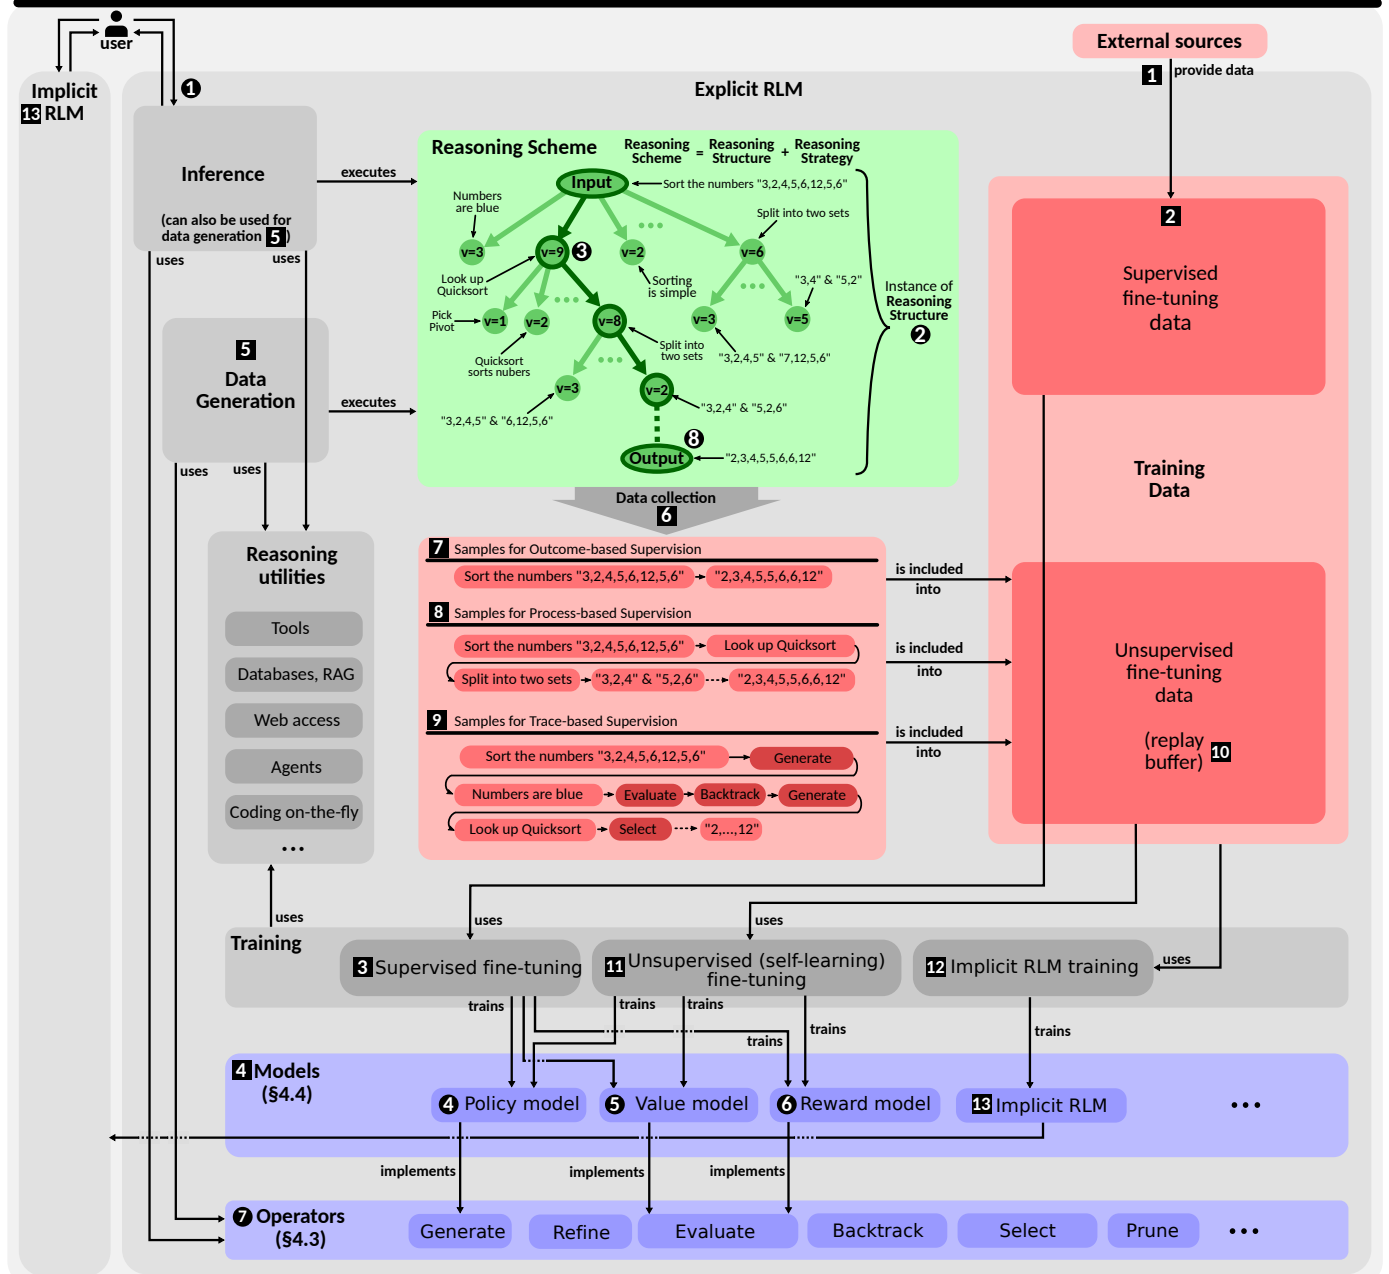 user
External sources
1
provide data
Implicit
13 RLM
1
Explicit RLM
Inference
(can also be used for
data generation 5 )
executes
uses
uses
Reasoning Scheme
Reasoning Scheme = Reasoning Structure + Reasoning Strategy
Input
Sort the numbers "3,2,4,5,6,12,5,6"
Numbers
are blue
Split into two sets
v=3
v=9
3
v=2
v=6
Look up
Quicksort
Sorting
is simple
"3,4" & "5,2"
Pick
Pivot
v=1
v=2
v=8
v=3
v=5
Split into
two sets
"3,2,4,5" & "7,12,5,6"
Quicksort
sorts nubers
v=3
v=2
"3,2,4,5" & "6,12,5,6"
"3,2,4" & "5,2,6"
8
Output
"2,3,4,5,5,6,6,12"
Instance of
Reasoning
Structure
2
5
Data
Generation
executes
uses
uses
2
Supervised
fine-tuning
data
Training
Data
Data collection
6
7 Samples for Outcome-based Supervision
Sort the numbers "3,2,4,5,6,12,5,6"
"2,3,4,5,5,6,6,12"
is included
into
8 Samples for Process-based Supervision
Sort the numbers "3,2,4,5,6,12,5,6"
Look up Quicksort
Split into two sets
"3,2,4" & "5,2,6"
"2,3,4,5,5,6,6,12"
is included
into
9 Samples for Trace-based Supervision
Sort the numbers "3,2,4,5,6,12,5,6"
Generate
Numbers are blue
Evaluate
Backtrack
Generate
Look up Quicksort
Select
"2,...,12"
is included
into
Unsupervised
fine-tuning
data
(replay
buffer) 10
Reasoning
utilities
Tools
Databases, RAG
Web access
Agents
Coding on-the-fly
...
uses
uses
uses
uses
Training
3 Supervised fine-tuning
11 Unsupervised (self-learning)
fine-tuning
12 Implicit RLM training
trains
trains
trains
trains
trains
trains
4 Models
(§4.4)
4 Policy model
5 Value model
6 Reward model
13 Implicit RLM
...
implements
implements
implements
7 Operators
(§4.3)
Generate
Refine
Evaluate
Backtrack
Select
Prune
...